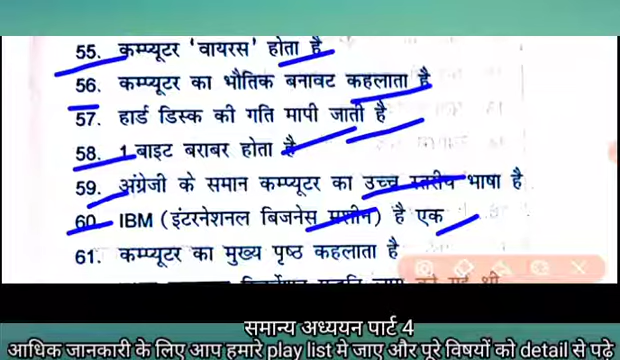 55. कम्प्यूटर 'वायरस' होता है
56. कम्प्यूटर का भौतिक बनावट कहलाता है
57. हार्ड डिस्क की गति मापी जाती है
58. 1 बाइट बराबर होता है
59. अंग्रेजी के समान कम्प्यूटर का उच्च स्तरीय भाषा है
60. IBM (इंटरनेशनल बिजनेस मशीन) है एक
61. कम्प्यूटर का मुख्य पृष्ठ कहलाता है
समान्य अध्ययन पार्ट 4
आधिक जानकारी के लिए आप हमारे play list मे जाए और पूरे विषयों को detail से पढ़े